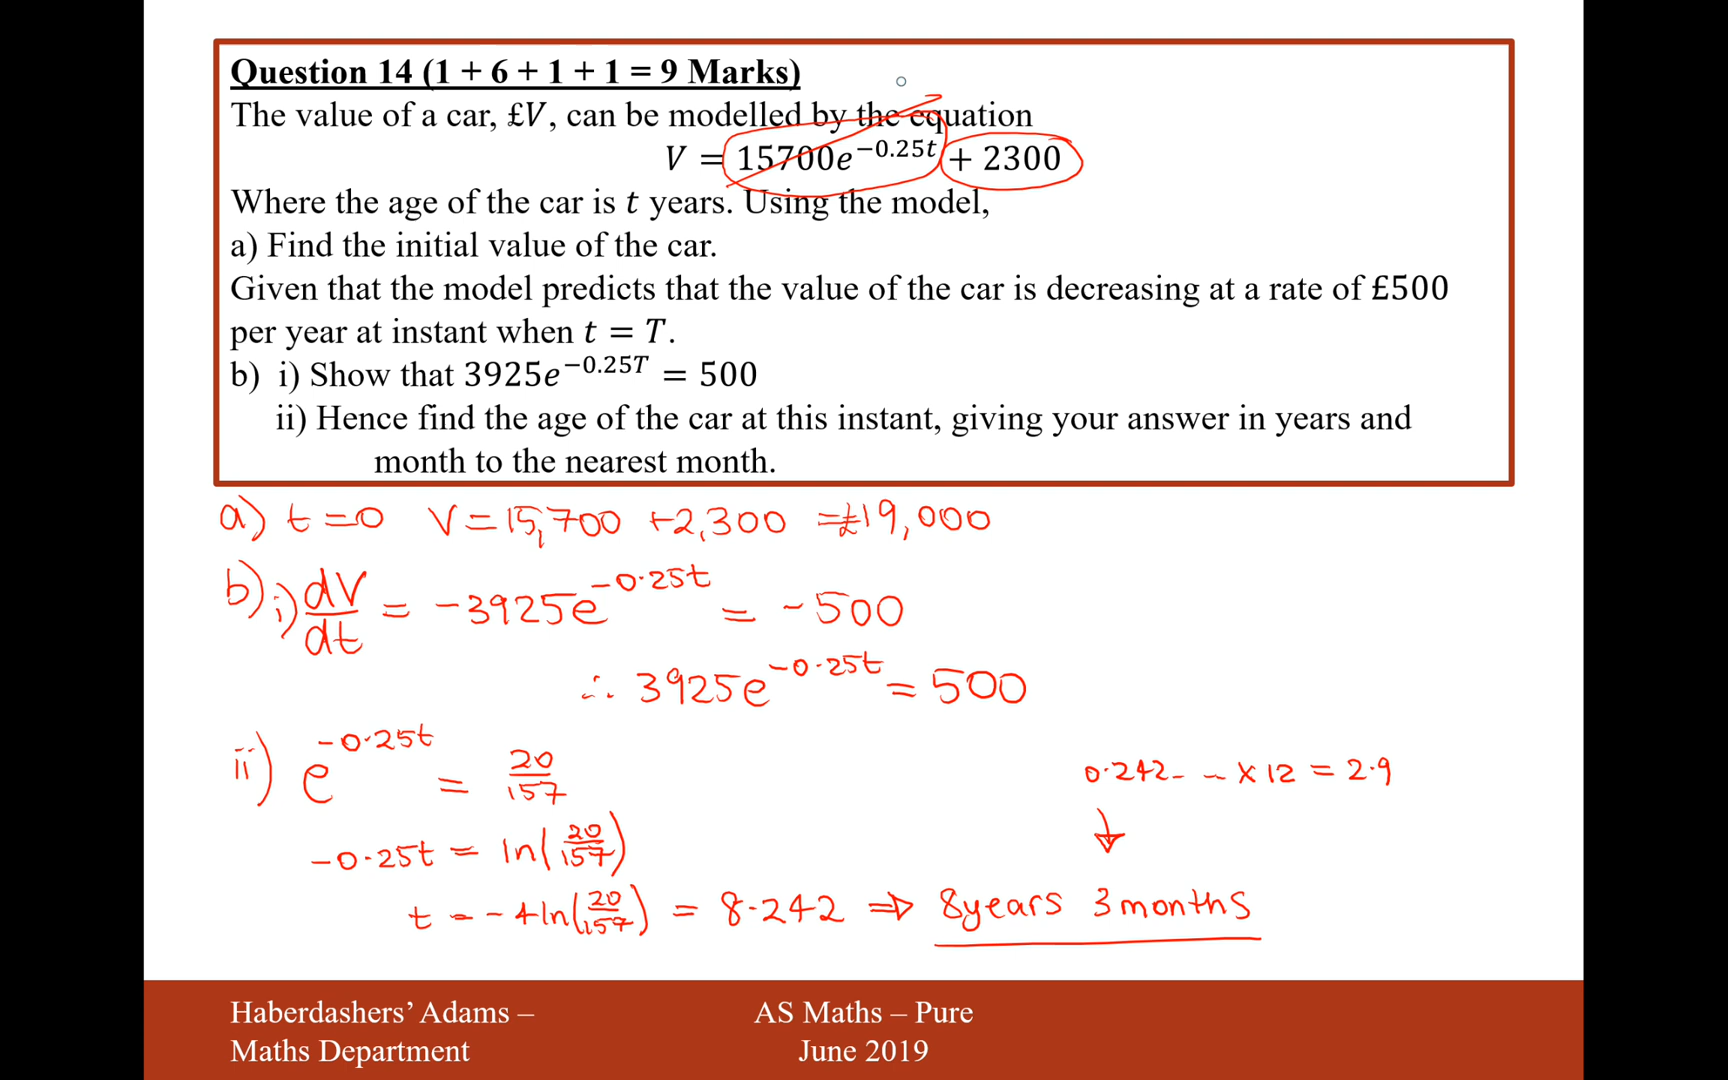 Question 14 (1 + 6 + 1 + 1 = 9 Marks)
The value of a car, £V, can be modelled by the equation
V = 15700e^−0.25t + 2300
Where the age of the car is t years. Using the model,
a) Find the initial value of the car.
Given that the model predicts that the value of the car is decreasing at a rate of £500
per year at instant when t = T.
b) i) Show that 3925e^−0.25T = 500
ii) Hence find the age of the car at this instant, giving your answer in years and
month to the nearest month.
a) t=0 V=15,700 +2,300 =£19,000
b) i) dV/dt = -3925e^-0.25t = -500
∴ 3925e^-0.25t = 500
ii) e^-0.25t = 20/157
0.242- - × 12 = 2.9
-0.25t = ln(20/157)
t = -4ln(20/157) = 8.242 ⇒ 8years 3months
Haberdashers’ Adams –
Maths Department
AS Maths – Pure
June 2019